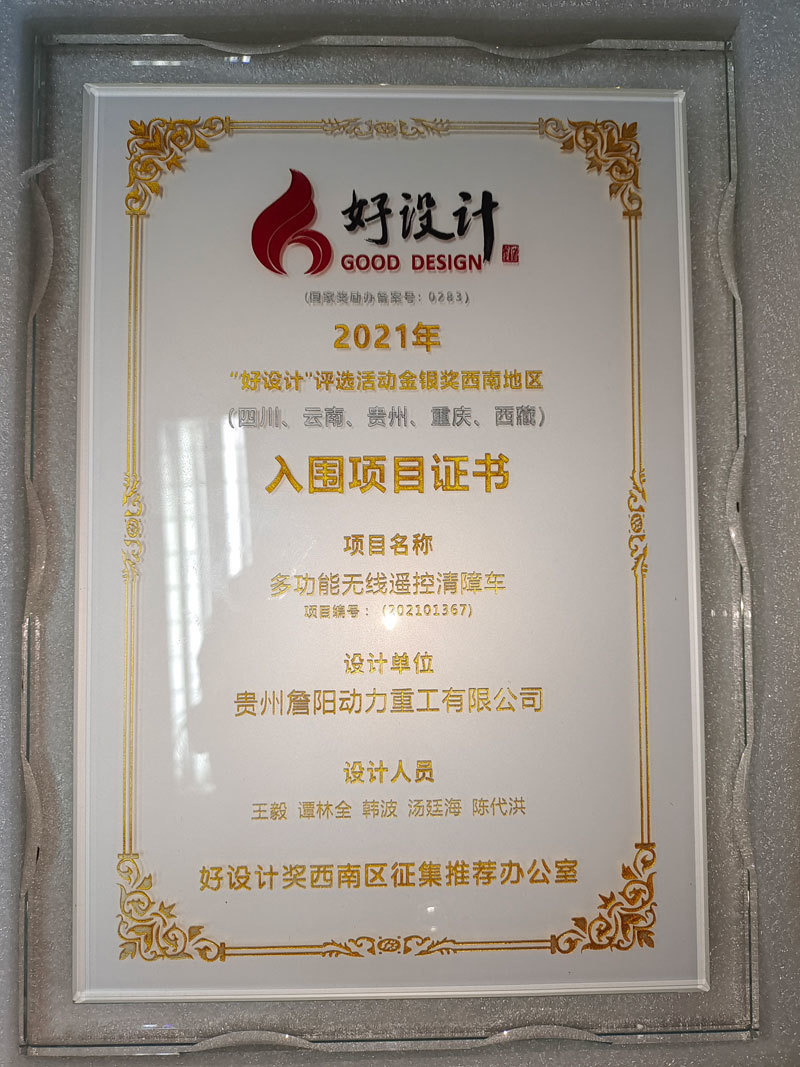 好设计
GOOD DESIGN
(国家奖励办备案号：0283)
2021年
“好设计”评选活动金银奖西南地区
（四川、云南、贵州、重庆、西藏）
入围项目证书
项目名称
多功能无线遥控清障车
项目编号：(202101367)
设计单位
贵州詹阳动力重工有限公司
设计人员
王毅 谭林全 韩波 汤廷海 陈代洪
好设计奖西南区征集推荐办公室